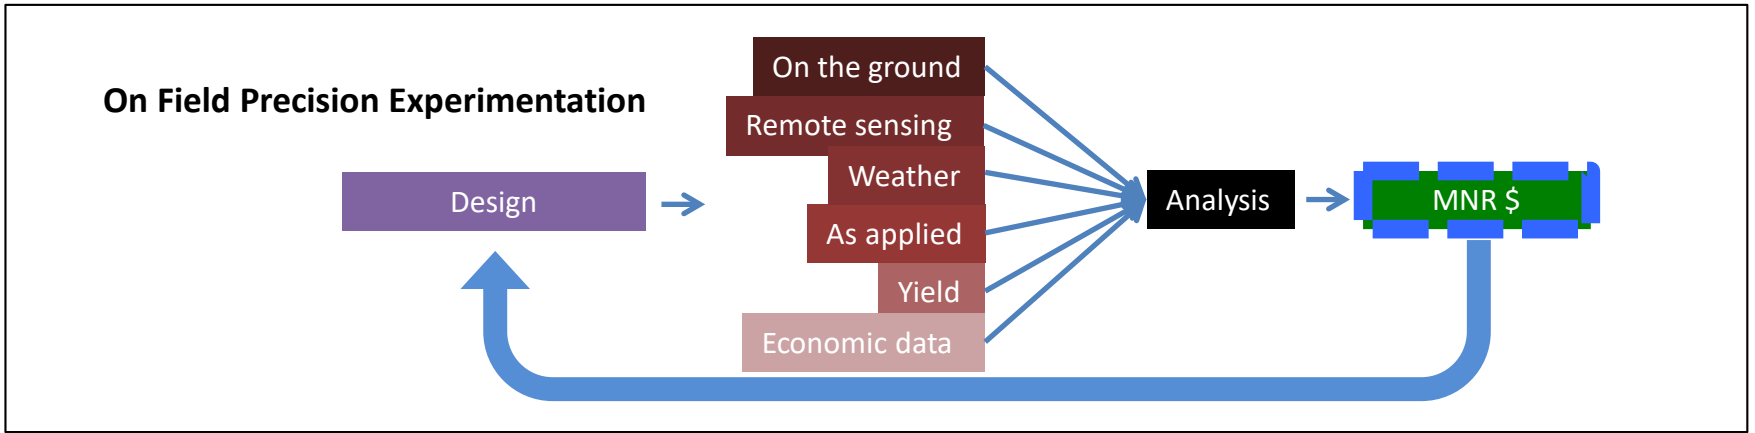 On Field Precision Experimentation
Design
On the ground
Remote sensing
Weather
As applied
Yield
Economic data
Analysis
MNR $